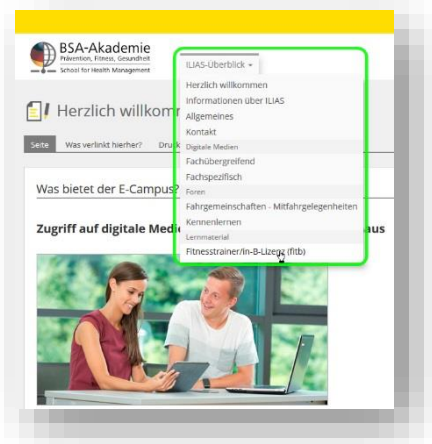 BSA-Akademie
Prävention, Fitness, Gesundheit
School for Health Management
ILIAS-Überblick
Herzlich willkommen
Informationen über ILIAS
Allgemeines
Kontakt
Digitale Medien
Fachübergreifend
Fachspezifisch
Foren
Fahrgemeinschaften - Mitfahrgelegenheiten
Kennenlernen
Lernmaterial
Fitnesstrainer/in-B-Lizenz (fitb)
Herzlich willkomm
Seite Was verlinkt hierher? Druck
Was bietet der E-Campus?
Zugriff auf digitale Medi aus